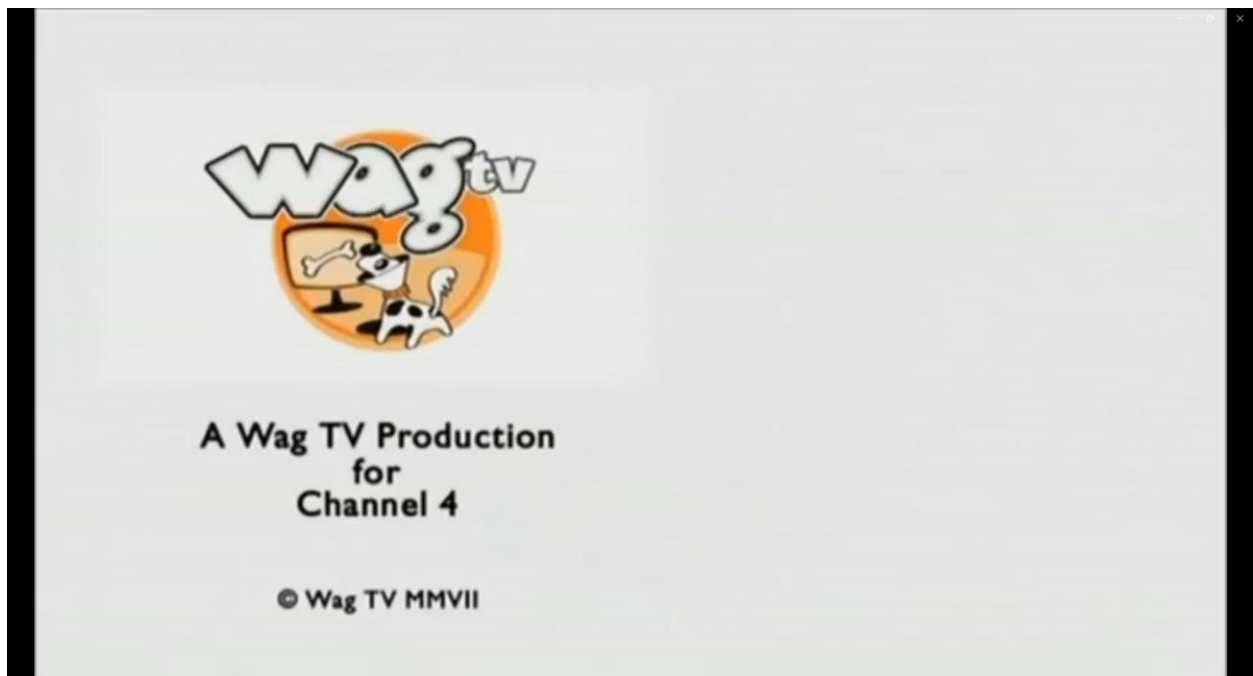 Wag tv
A Wag TV Production
for
Channel 4
© Wag TV MMVII